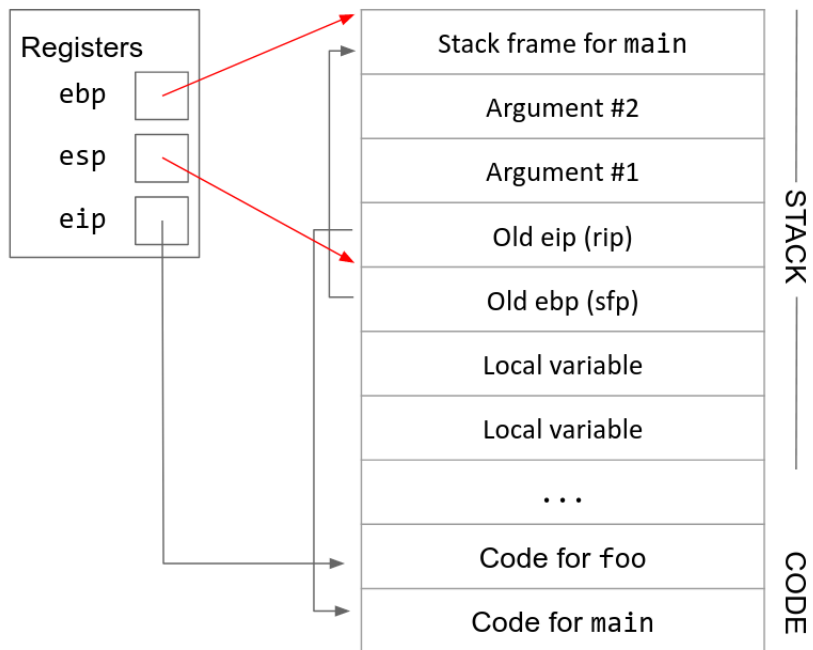 Registers
ebp
esp
eip
Stack frame for main
Argument #2
Argument #1
Old eip (rip)
Old ebp (sfp)
Local variable
Local variable
...
Code for foo
Code for main
STACK
CODE